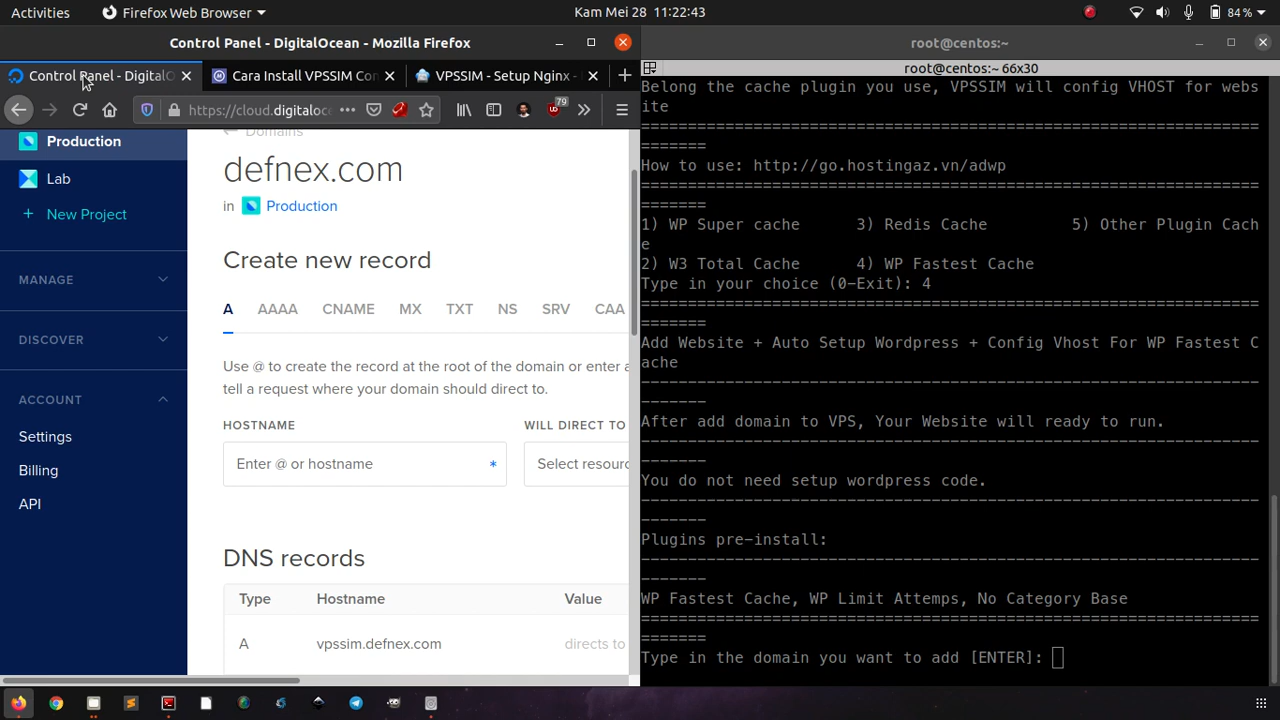 Activities
Firefox Web Browser
Kam Mei 28 11:22:43
84 %
Control Panel - DigitalOcean - Mozilla Firefox
Control Panel - DigitalO
Cara Install VPSSIM Con
VPSSIM - Setup Nginx -
https://cloud.digitaloc
79
Production
Lab
New Project
MANAGE
DISCOVER
ACCOUNT
Settings
Billing
API
Domains
defnex.com
in Production
Create new record
A AAAA CNAME MX TXT NS SRV CAA
Use @ to create the record at the root of the domain or enter a
tell a request where your domain should direct to.
HOSTNAME
WILL DIRECT TO
Enter @ or hostname *
Select resourc
DNS records
Type Hostname Value
A vpssim.defnex.com directs to
root@centos:~
root@centos:~ 66x30
Belong the cache plugin you use, VPSSIM will config VHOST for webs
ite
==================================================================
=======
How to use: http://go.hostingaz.vn/adwp
==================================================================
=======
1) WP Super cache 3) Redis Cache 5) Other Plugin Cach
e
2) W3 Total Cache 4) WP Fastest Cache
Type in your choice (0-Exit): 4
==================================================================
=======
Add Website + Auto Setup Wordpress + Config Vhost For WP Fastest C
ache
------------------------------------------------------------------
-------
After add domain to VPS, Your Website will ready to run.
------------------------------------------------------------------
-------
You do not need setup wordpress code.
------------------------------------------------------------------
-------
Plugins pre-install:
------------------------------------------------------------------
-------
WP Fastest Cache, WP Limit Attemps, No Category Base
==================================================================
=======
Type in the domain you want to add [ENTER]: